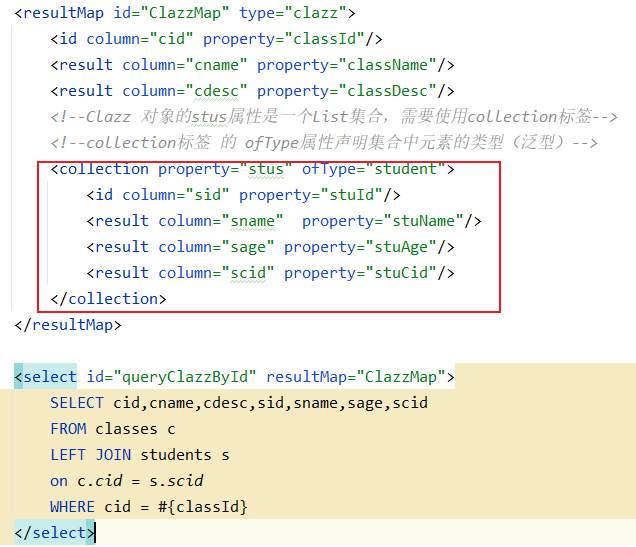 <resultMap id="ClazzMap" type="clazz">
<id column="cid" property="classId"/>
<result column="cname" property="className"/>
<result column="cdesc" property="classDesc"/>
<!--Clazz 对象的stus属性是一个List集合，需要使用collection标签-->
<!--collection标签 的 ofType属性声明集合中元素的类型（泛型）-->
<collection property="stus" ofType="student">
<id column="sid" property="stuId"/>
<result column="sname"  property="stuName"/>
<result column="sage" property="stuAge"/>
<result column="scid" property="stuCid"/>
</collection>
</resultMap>
<select id="queryClazzById" resultMap="ClazzMap">
SELECT cid,cname,cdesc,sid,sname,sage,scid
FROM classes c
LEFT JOIN students s
on c.cid = s.scid
WHERE cid = #{classId}
</select>